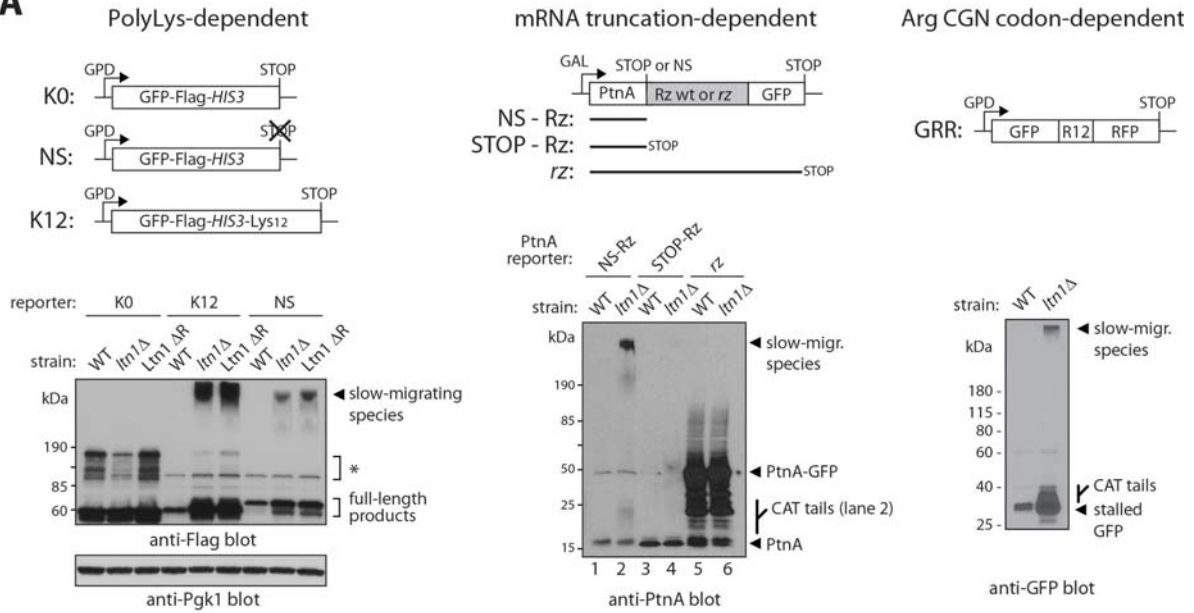 A
PolyLys-dependent
K0:
GPD
STOP
GFP-Flag-HIS3
NS:
GPD
STOP
GFP-Flag-HIS3
K12:
GPD
STOP
GFP-Flag-HIS3-Lys12
reporter:
K0
K12
NS
strain:
WT
ltn1Δ
Ltn1 ΔR
WT
ltn1Δ
Ltn1 ΔR
WT
ltn1Δ
Ltn1 ΔR
kDa
190
85
60
slow-migrating
species
*
full-length
products
anti-Flag blot
anti-Pgk1 blot
mRNA truncation-dependent
GAL
STOP or NS
STOP
PtnA
Rz wt or rz
GFP
NS - Rz:
STOP - Rz:
STOP
rz:
STOP
PtnA
reporter:
NS-Rz
STOP-Rz
rz
strain:
WT
ltn1Δ
WT
ltn1Δ
WT
ltn1Δ
kDa
190
85
50
25
15
slow-migr.
species
PtnA-GFP
CAT tails (lane 2)
PtnA
1 2 3 4 5 6
anti-PtnA blot
Arg CGN codon-dependent
GRR:
GPD
STOP
GFP
R12
RFP
strain:
WT
ltn1Δ
kDa
180
115
80
60
40
25
slow-migr.
species
CAT tails
stalled
GFP
anti-GFP blot